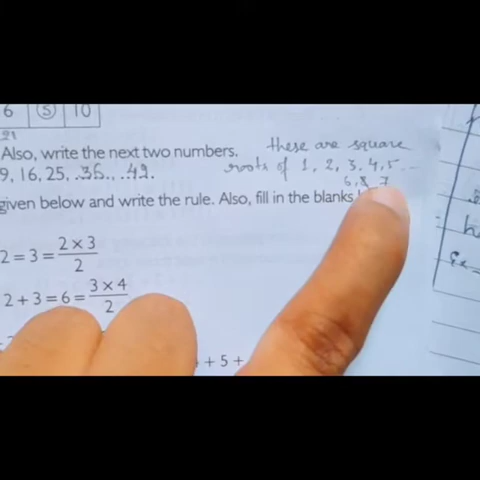 6 5 10
21
Also, write the next two numbers.
these are square
9, 16, 25, .36., .49.
roots of 1, 2, 3, 4, 5 ...
6, 7
given below and write the rule. Also, fill in the blanks
2 = 3 = 2 × 3 / 2
2 + 3 = 6 = 3 × 4 / 2
+ 5 +